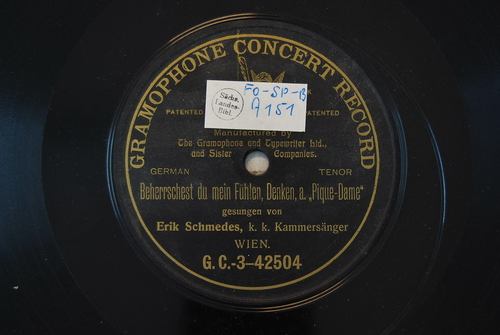 GRAMOPHONE CONCERT RECORD
FO-SP-B
A 151
Sächs.
Landes-
Bibl.
PATENTED PATENTED
Manufactured by
The Gramophone and Typewriter Ltd.,
and Sister Companies.
GERMAN TENOR
Beherrschest du mein Fühlen, Denken, a. „Pique-Dame“
gesungen von
Erik Schmedes, k. k. Kammersänger
WIEN.
G.C.-3-42504